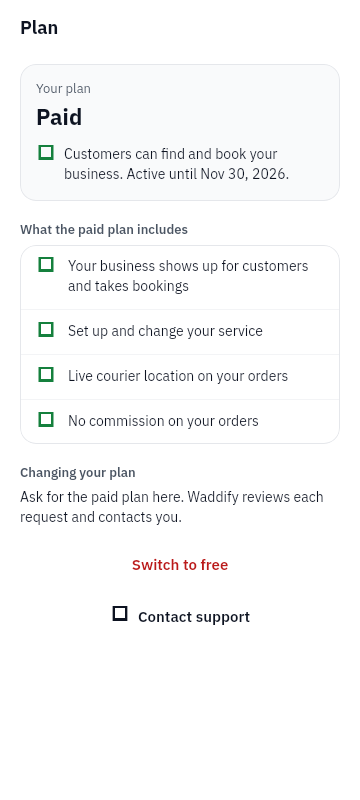 Plan
Your plan
Paid
Customers can find and book your
business. Active until Nov 30, 2026.
What the paid plan includes
Your business shows up for customers
and takes bookings
Set up and change your service
Live courier location on your orders
No commission on your orders
Changing your plan
Ask for the paid plan here. Waddify reviews each
request and contacts you.
Switch to free
Contact support